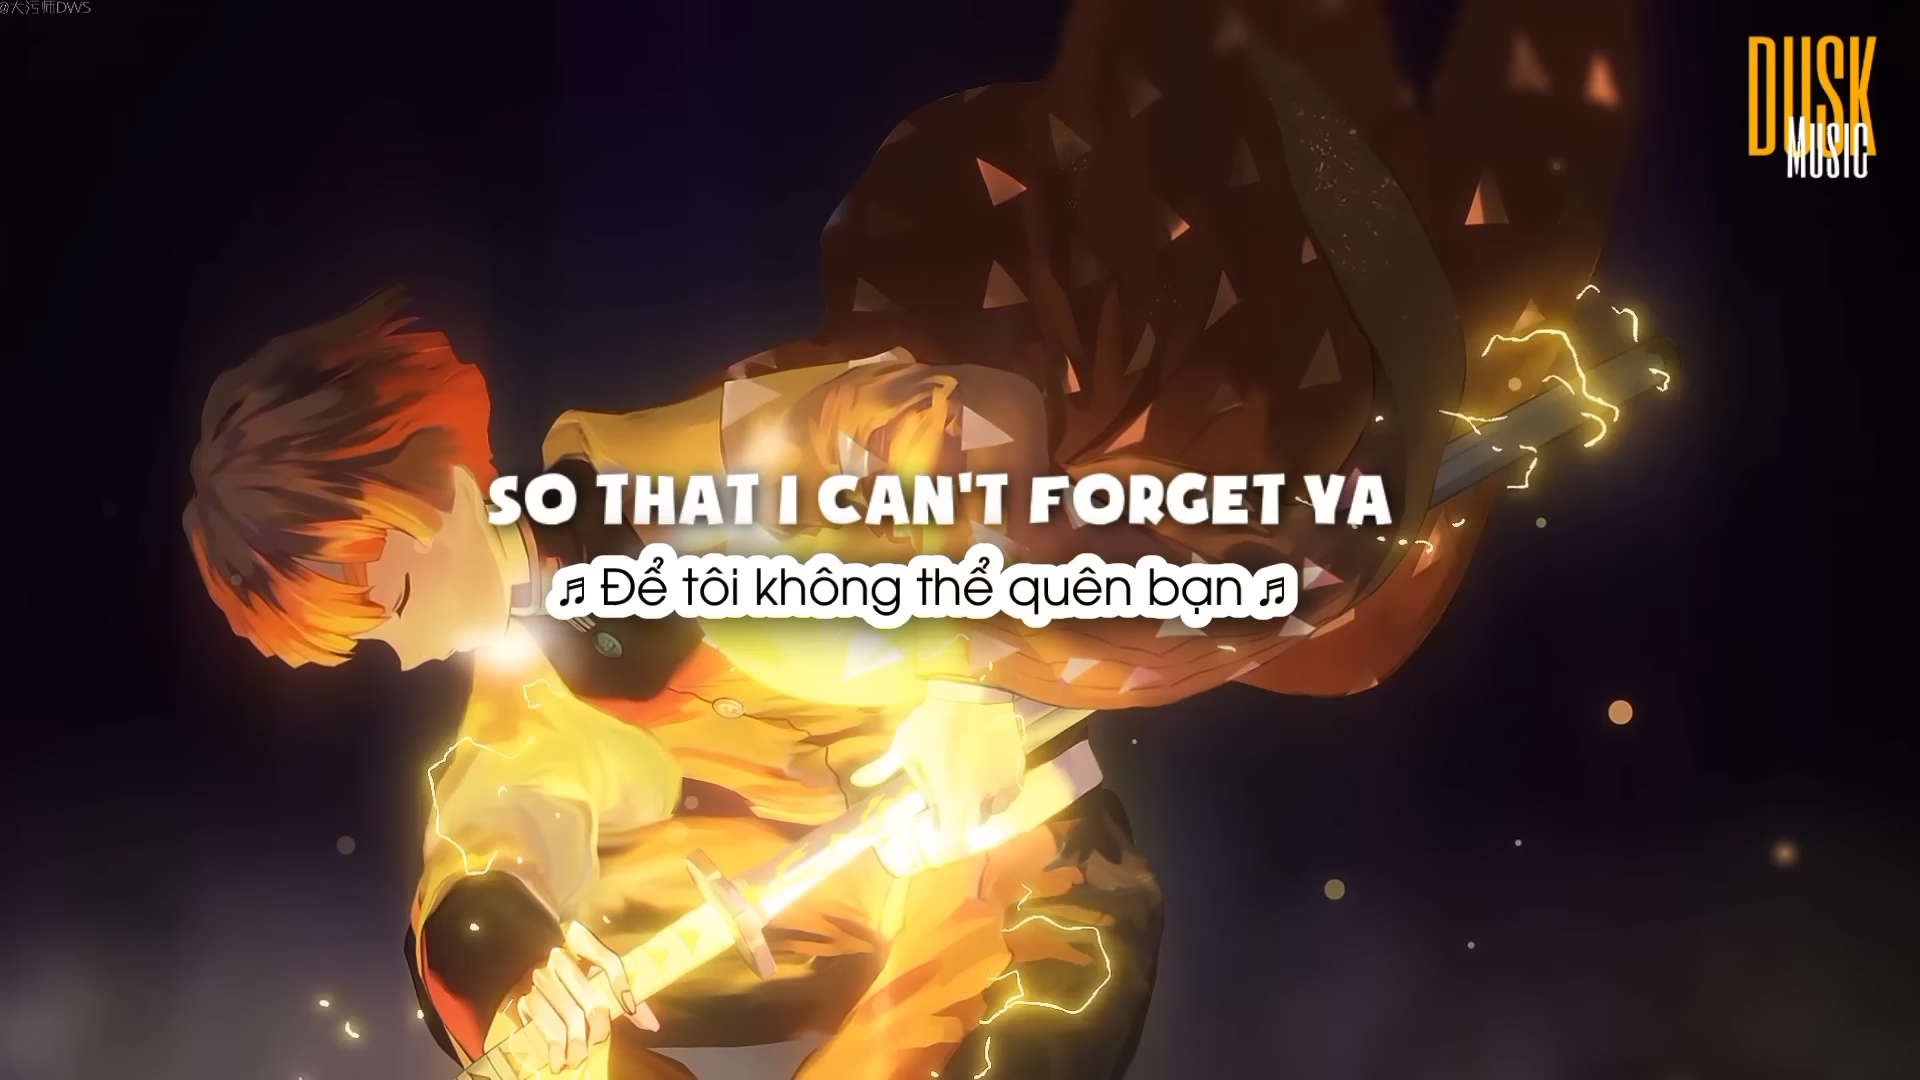 @大污师DWS
DUSK
MUSIC
SO THAT I CAN'T FORGET YA
♬ Để tôi không thể quên bạn ♬